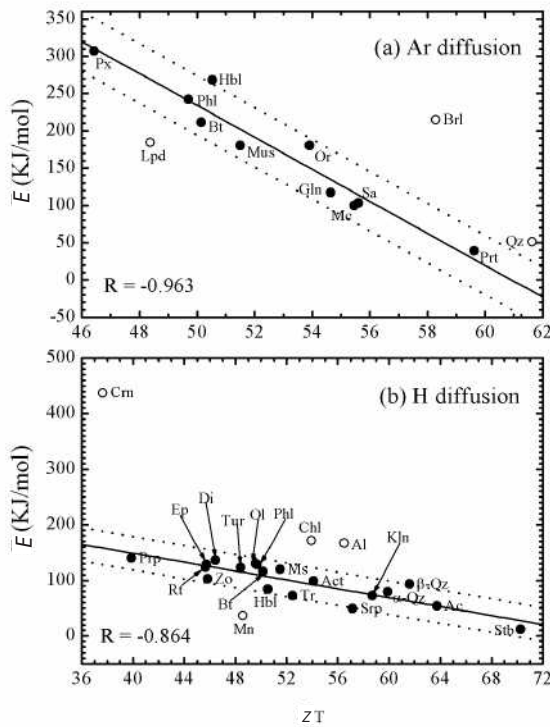 (a) Ar diffusion
E (KJ/mol)
350
300
250
200
150
100
50
0
-50
Px
Hbl
Phl
Bt
Lpd
Mus
Or
Brl
Gln
Sa
Mc
Qz
Prt
R = -0.963
46 48 50 52 54 56 58 60 62
(b) H diffusion
E (KJ/mol)
500
400
300
200
100
0
Crn
Di
Ep
Tur
Ol
Phl
Chl
Al
Kln
Prp
Rt
Zo
Bt
Hbl
Ms
Act
Tr
Srp
β-Qz
α-Qz
Ac
Stb
Mn
R = -0.864
36 40 44 48 52 56 60 64 68 72
ZT